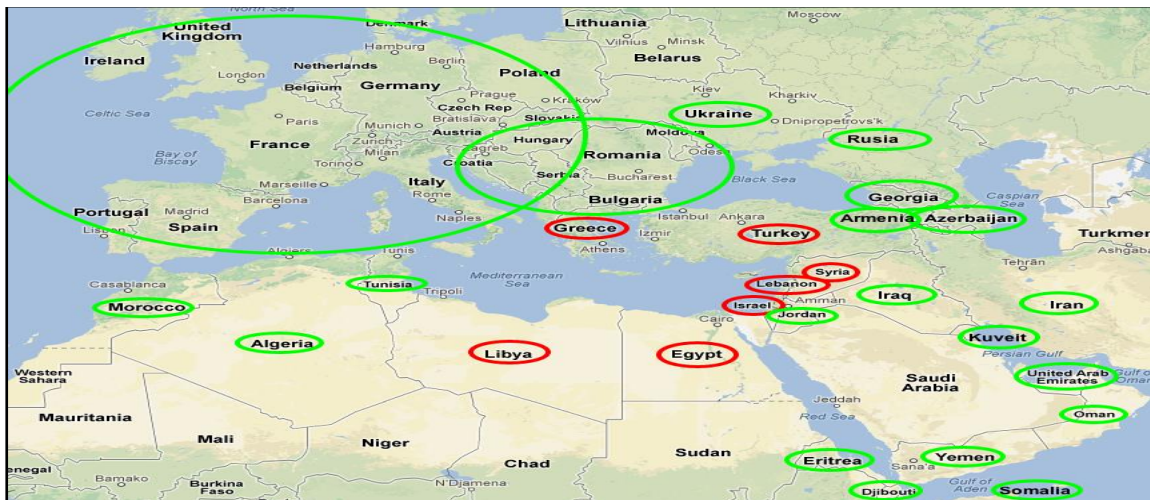 North Sea
Denmark
Lithuania
Moscow
United
Kingdom
Vilnius
Minsk
Hamburg
Ireland
Netherlands
Berlin
Belarus
London
Germany
Poland
Belgium
Kiev
Kharkiv
Prague
Kraków
Celtic Sea
Czech Rep
Ukraine
Paris
Slovakia
Dnipropetrovs'k
Munich
Bratislava
Austria
Moldova
Zurich
France
Hungary
Rusia
Milan
Zagreb
Odesa
Bay of
Biscay
Torino
Croatia
Romania
Serbia
Bucharest
Marseille
Italy
Black Sea
Rome
Bulgaria
Georgia
Caspian
Sea
Portugal
Madrid
Barcelona
Naples
Istanbul
Ankara
Armenia
Azerbaijan
Spain
Lisbon
Greece
Izmir
Turkey
Turkmen
Algiers
Tunis
Athens
Ashgabat
Tehrān
Mediterranean
Sea
Syria
Casablanca
Tunisia
Tripoli
Lebanon
Iraq
Morocco
Israel
Amman
Iran
Jordan
Cairo
Algeria
Kuveit
Libya
Egypt
Persian Gulf
Western
Sahara
United Arab
Emirates
Gulf of
Oman
Saudi
Arabia
Jeddah
Mauritania
Red Sea
Oman
Mali
Niger
Sudan
Chad
Eritrea
Yemen
Sana'a
enegal
Bamako
Burkina
Faso
N'Djamena
Gulf of
Aden
Djibouti
Somalia